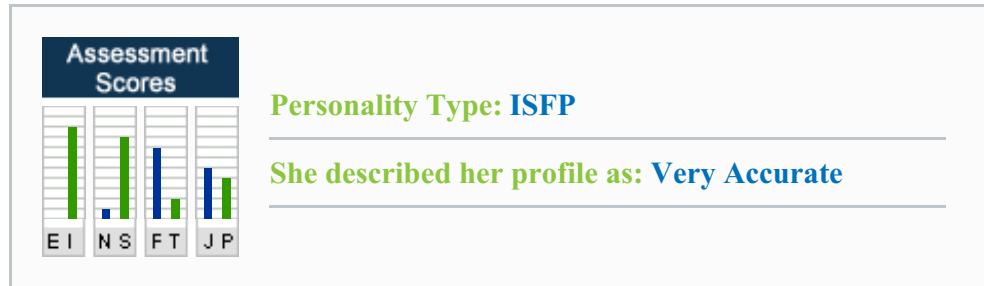 Assessment
Scores
Personality Type: ISFP
She described her profile as: Very Accurate
E I N S F T J P